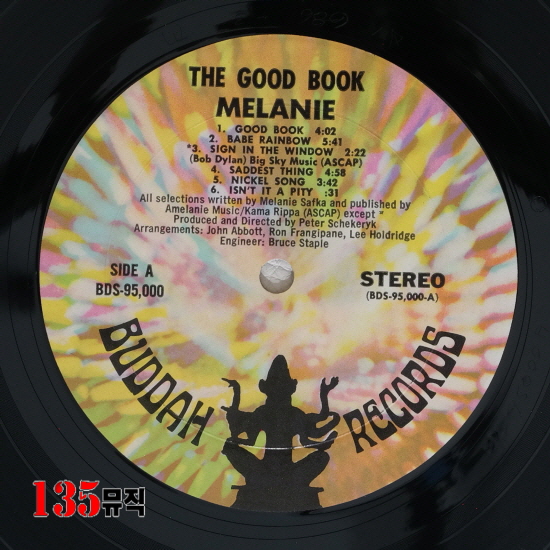 THE GOOD BOOK
MELANIE
1. GOOD BOOK 4:02
2. BABE RAINBOW 5:41
*3. SIGN IN THE WINDOW 2:22
(Bob Dylan) Big Sky Music (ASCAP)
4. SADDEST THING 4:58
5. NICKEL SONG 3:42
6. ISN'T IT A PITY :31
All selections written by Melanie Safka and published by
Amelanie Music/Kama Rippa (ASCAP) except *
Produced and Directed by Peter Schekeryk
Arrangements: John Abbott, Ron Frangipane, Lee Holdridge
Engineer: Bruce Staple
SIDE A
BDS-95,000
STEREO
(BDS-95,000-A)
BUDDAH RECORDS
135뮤직